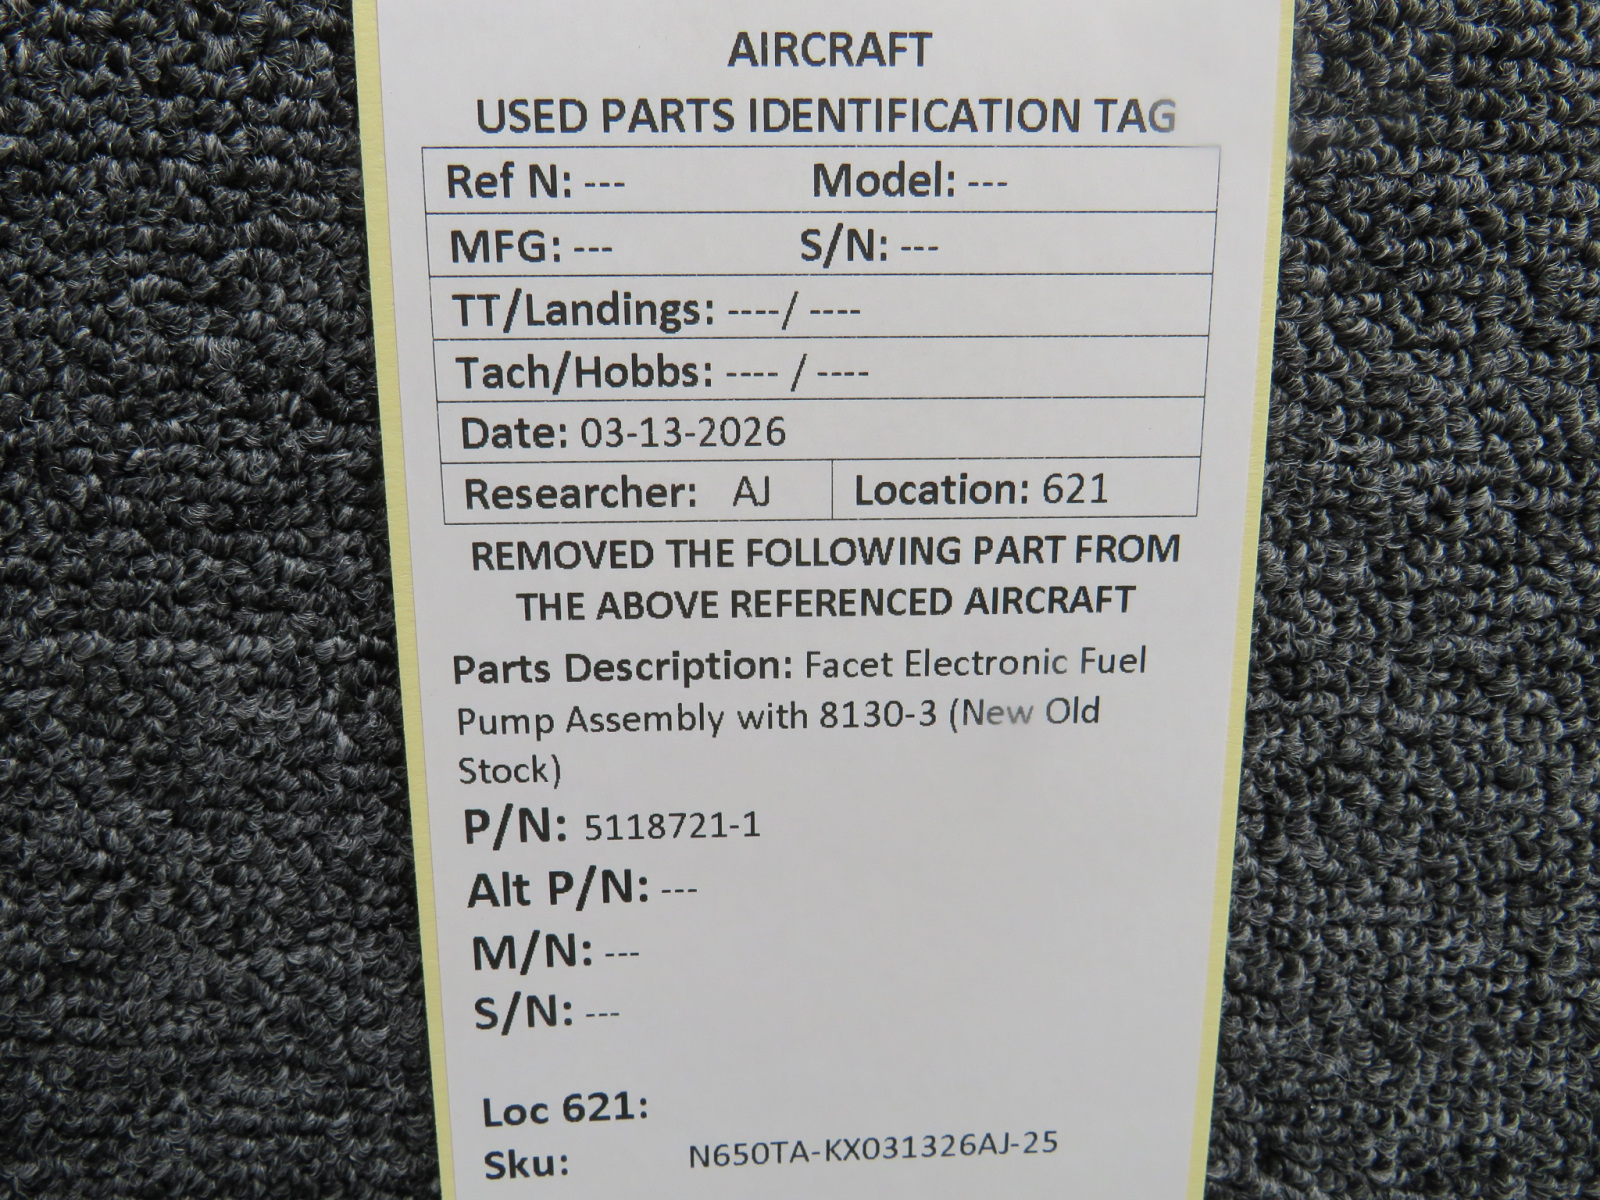 AIRCRAFT
USED PARTS IDENTIFICATION TAG
Ref N: --- Model: ---
MFG: --- S/N: ---
TT/Landings: ----/ ----
Tach/Hobbs: ---- / ----
Date: 03-13-2026
Researcher: AJ Location: 621
REMOVED THE FOLLOWING PART FROM
THE ABOVE REFERENCED AIRCRAFT
Parts Description: Facet Electronic Fuel
Pump Assembly with 8130-3 (New Old
Stock)
P/N: 5118721-1
Alt P/N: ---
M/N: ---
S/N: ---
Loc 621:
Sku: N650TA-KX031326AJ-25